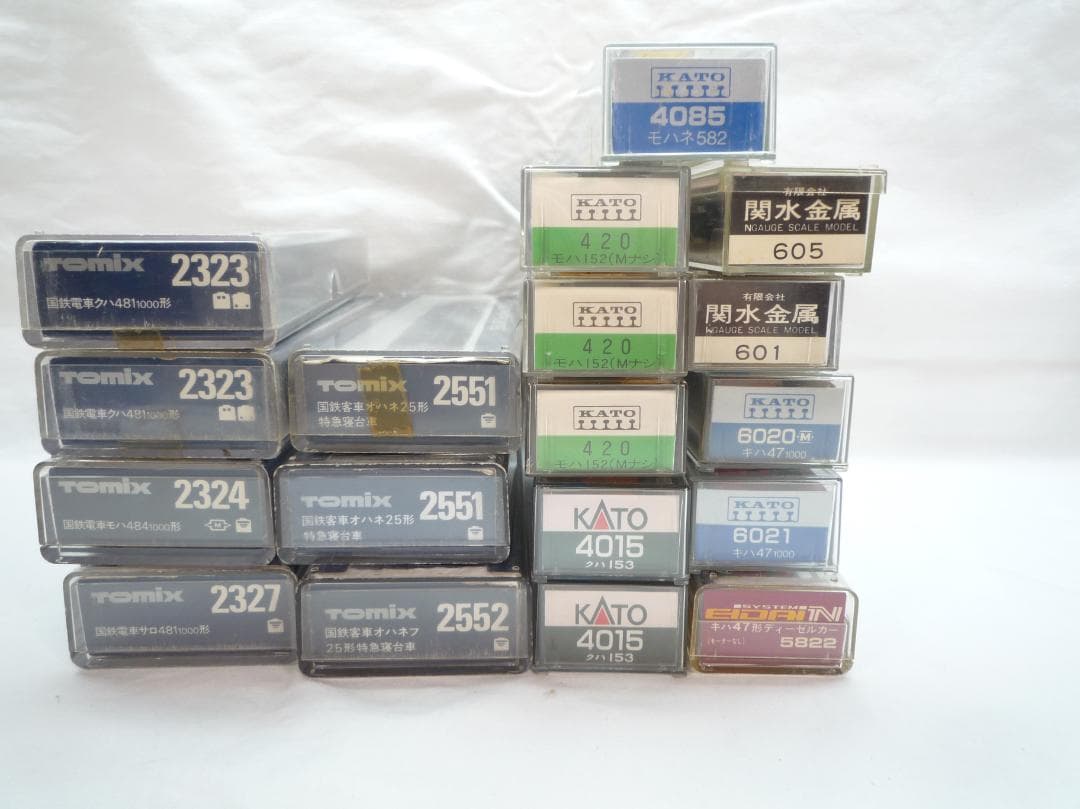 TOMIX 2323
国鉄電車クハ481 1000形
TOMIX 2323
国鉄電車クハ481 1000形
TOMIX 2324
国鉄電車モハ484 1000形
M
TOMIX 2327
国鉄電車サロ481 1000形
TOMIX 2551
国鉄客車オハネ25形
特急寝台車
TOMIX 2551
国鉄客車オハネ25形
特急寝台車
TOMIX 2552
国鉄客車オハネフ
25形特急寝台車
KATO
4085
モハネ582
KATO
420
モハ152(Mナシ)
KATO
420
モハ152(Mナシ)
KATO
420
モハ152(Mナシ)
KATO
4015
クハ153
KATO
4015
クハ153
有限会社
関水金属
NGAUGE SCALE MODEL
605
有限会社
関水金属
NGAUGE SCALE MODEL
601
KATO
6020-M
キハ47 1000
KATO
6021
キハ47 1000
SYSTEM
EIDAI N
キハ47形ディーゼルカー
(モーターなし) 5822